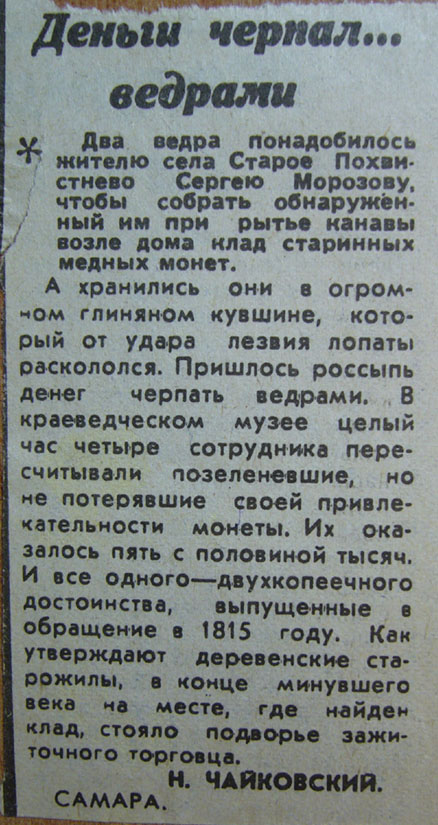 Деньги черпал...
ведрами
* Два ведра понадобилось
жителю села Старое Похви-
стнево Сергею Морозову,
чтобы собрать обнаружен-
ный им при рытье канавы
возле дома клад старинных
медных монет.
А хранились они в огром-
ном глиняном кувшине, кото-
рый от удара лезвия лопаты
раскололся. Пришлось россыпь
денег черпать ведрами. В
краеведческом музее целый
час четыре сотрудника пере-
считывали позеленевшие, но
не потерявшие своей привле-
кательности монеты. Их ока-
залось пять с половиной тысяч.
И все одного—двухкопеечного
достоинства, выпущенные в
обращение в 1815 году. Как
утверждают деревенские ста-
рожилы, в конце минувшего
века на месте, где найден
клад, стояло подворье зажи-
точного торговца.
Н. ЧАЙКОВСКИЙ.
САМАРА.